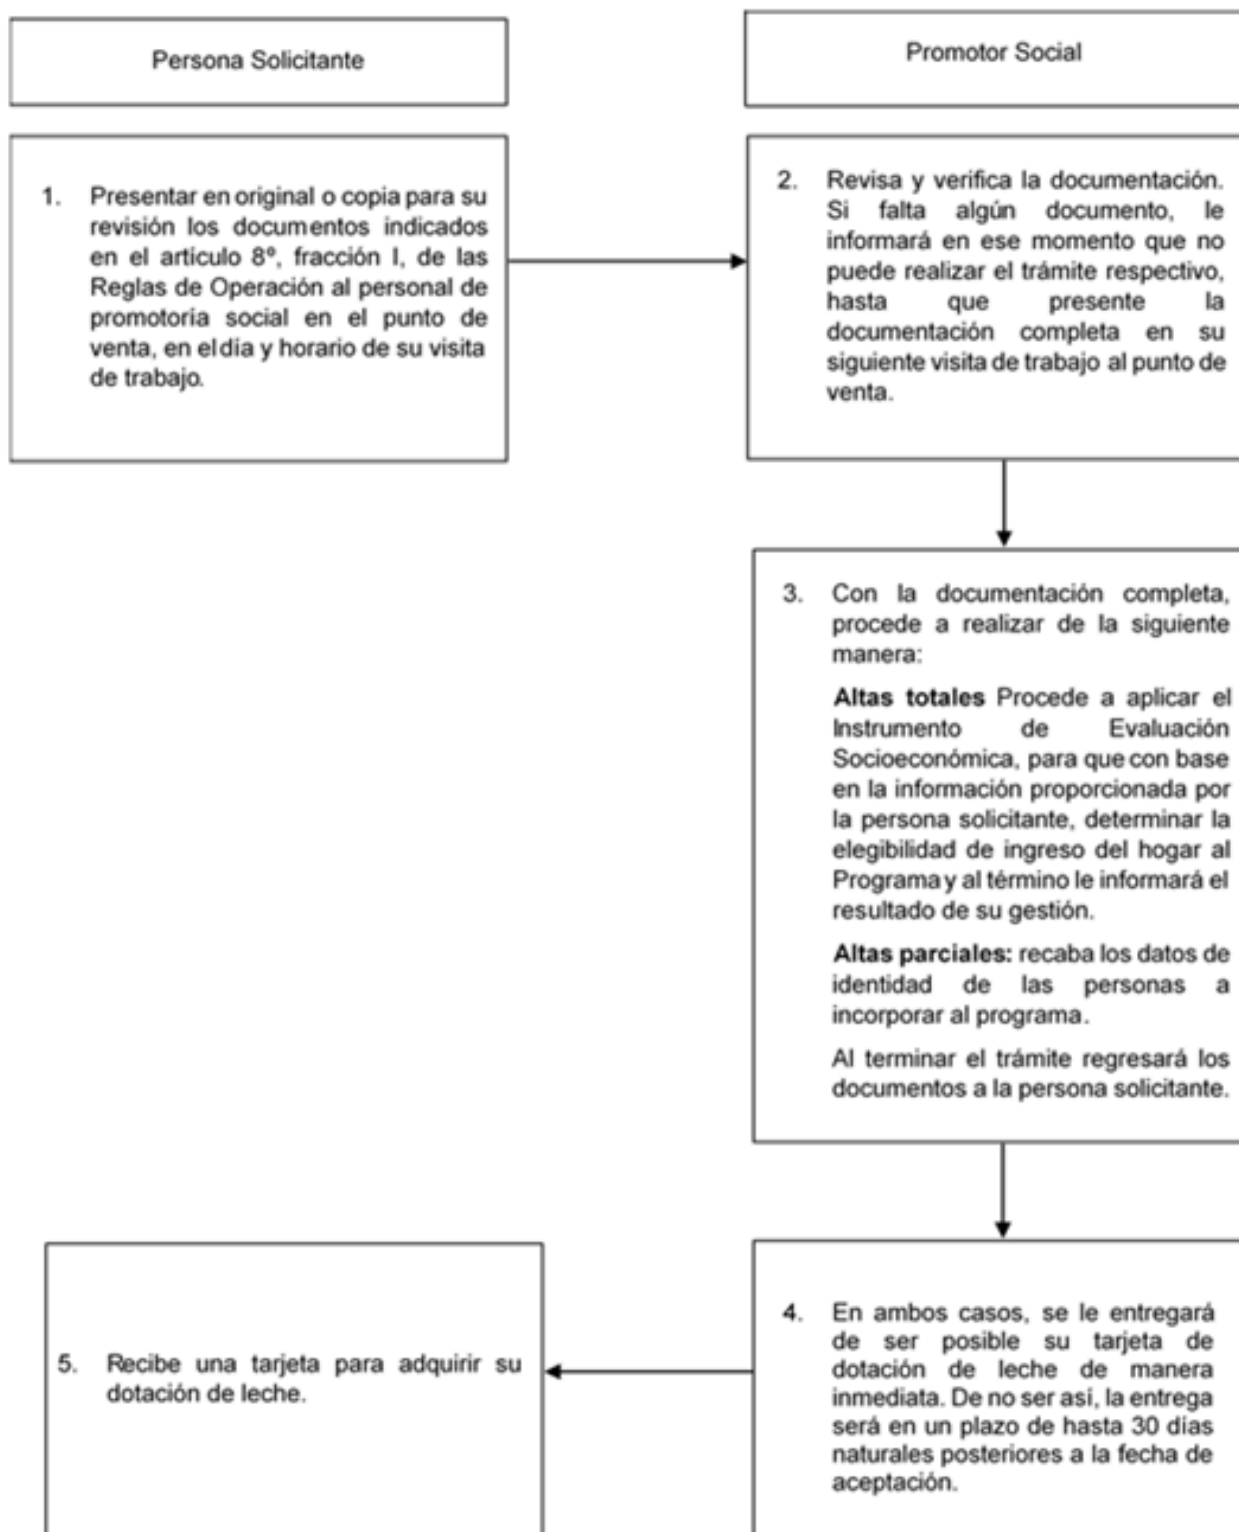 Persona Solicitante
Promotor Social
1. Presentar en original o copia para su
revisión los documentos indicados
en el artículo 8º, fracción I, de las
Reglas de Operación al personal de
promotoría social en el punto de
venta, en el día y horario de su visita
de trabajo.
2. Revisa y verifica la documentación.
Si falta algún documento, le
informará en ese momento que no
puede realizar el trámite respectivo,
hasta que presente la
documentación completa en su
siguiente visita de trabajo al punto de
venta.
3. Con la documentación completa,
procede a realizar de la siguiente
manera:
Altas totales Procede a aplicar el
Instrumento de Evaluación
Socioeconómica, para que con base
en la información proporcionada por
la persona solicitante, determinar la
elegibilidad de ingreso del hogar al
Programa y al término le informará el
resultado de su gestión.
Altas parciales: recaba los datos de
identidad de las personas a
incorporar al programa.
Al terminar el trámite regresará los
documentos a la persona solicitante.
4. En ambos casos, se le entregará
de ser posible su tarjeta de
dotación de leche de manera
inmediata. De no ser así, la entrega
será en un plazo de hasta 30 días
naturales posteriores a la fecha de
aceptación.
5. Recibe una tarjeta para adquirir su
dotación de leche.